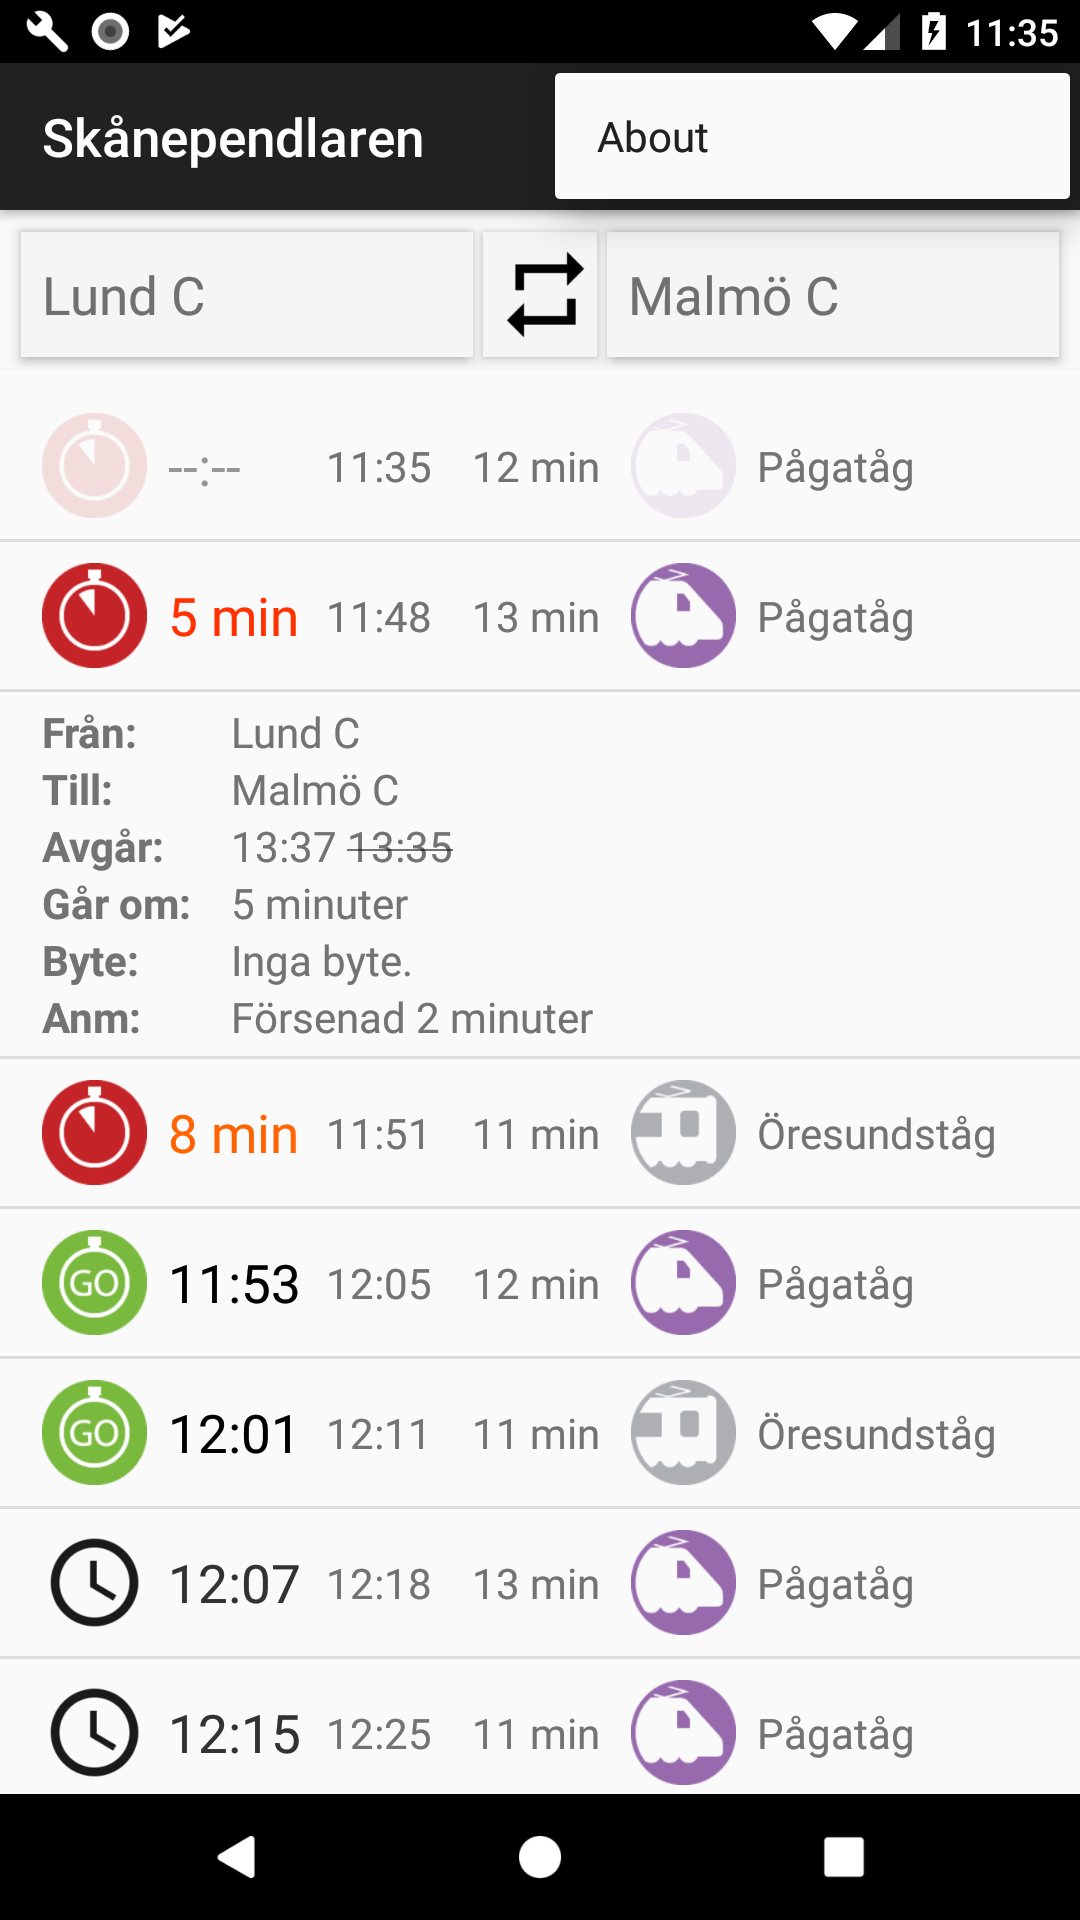 11:35
Skånependlaren
About
Lund C
Malmö C
--:-- 11:35 12 min Pågatåg
5 min 11:48 13 min Pågatåg
Från: Lund C
Till: Malmö C
Avgår: 13:37 13:35
Går om: 5 minuter
Byte: Inga byte.
Anm: Försenad 2 minuter
8 min 11:51 11 min Öresundståg
GO 11:53 12:05 12 min Pågatåg
GO 12:01 12:11 11 min Öresundståg
12:07 12:18 13 min Pågatåg
12:15 12:25 11 min Pågatåg